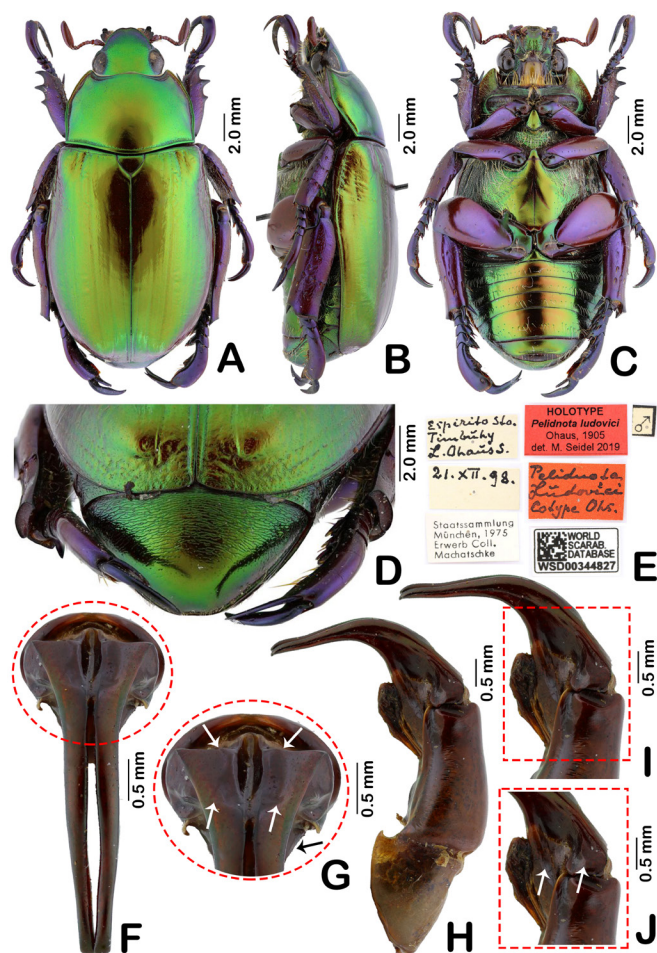 2.0 mm
2.0 mm
2.0 mm
A
B
C
2.0 mm
D
Espirito Sto.
Timbuhy
F. Ohaus S.
HOLOTYPE
Pelidnota ludovici
Ohaus, 1905
det. M. Seidel 2019
♂
21. XII. 98.
Pelidnota
Ludovici
Cotype Ohs.
Staatssammlung
München, 1975
Erwerb Coll.
Machatschke
WORLD
SCARAB.
DATABASE
WSD00344827
E
0.5 mm
F
0.5 mm
G
0.5 mm
H
0.5 mm
I
0.5 mm
J